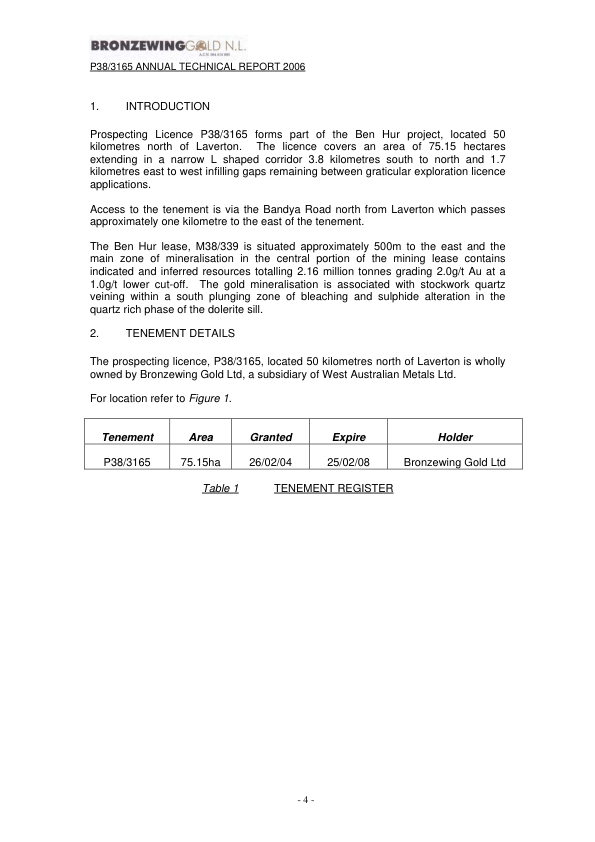 BRONZEWINGGOLD N.L.
P38/3165 ANNUAL TECHNICAL REPORT 2006
1. INTRODUCTION
Prospecting Licence P38/3165 forms part of the Ben Hur project, located 50
kilometres north of Laverton. The licence covers an area of 75.15 hectares
extending in a narrow L shaped corridor 3.8 kilometres south to north and 1.7
kilometres east to west infilling gaps remaining between graticular exploration licence
applications.
Access to the tenement is via the Bandya Road north from Laverton which passes
approximately one kilometre to the east of the tenement.
The Ben Hur lease, M38/339 is situated approximately 500m to the east and the
main zone of mineralisation in the central portion of the mining lease contains
indicated and inferred resources totalling 2.16 million tonnes grading 2.0g/t Au at a
1.0g/t lower cut-off. The gold mineralisation is associated with stockwork quartz
veining within a south plunging zone of bleaching and sulphide alteration in the
quartz rich phase of the dolerite sill.
2. TENEMENT DETAILS
The prospecting licence, P38/3165, located 50 kilometres north of Laverton is wholly
owned by Bronzewing Gold Ltd, a subsidiary of West Australian Metals Ltd.
For location refer to Figure 1.
Tenement Area Granted Expire Holder
P38/3165 75.15ha 26/02/04 25/02/08 Bronzewing Gold Ltd
Table 1 TENEMENT REGISTER
- 4 -